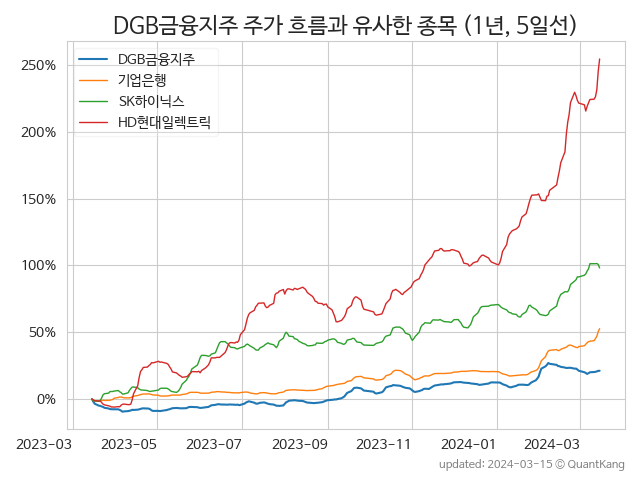 DGB금융지주 주가 흐름과 유사한 종목 (1년, 5일선)
DGB금융지주
기업은행
SK하이닉스
HD현대일렉트릭
250%
200%
150%
100%
50%
0%
2023-03 2023-05 2023-07 2023-09 2023-11 2024-01 2024-03
updated: 2024-03-15 © QuantKang